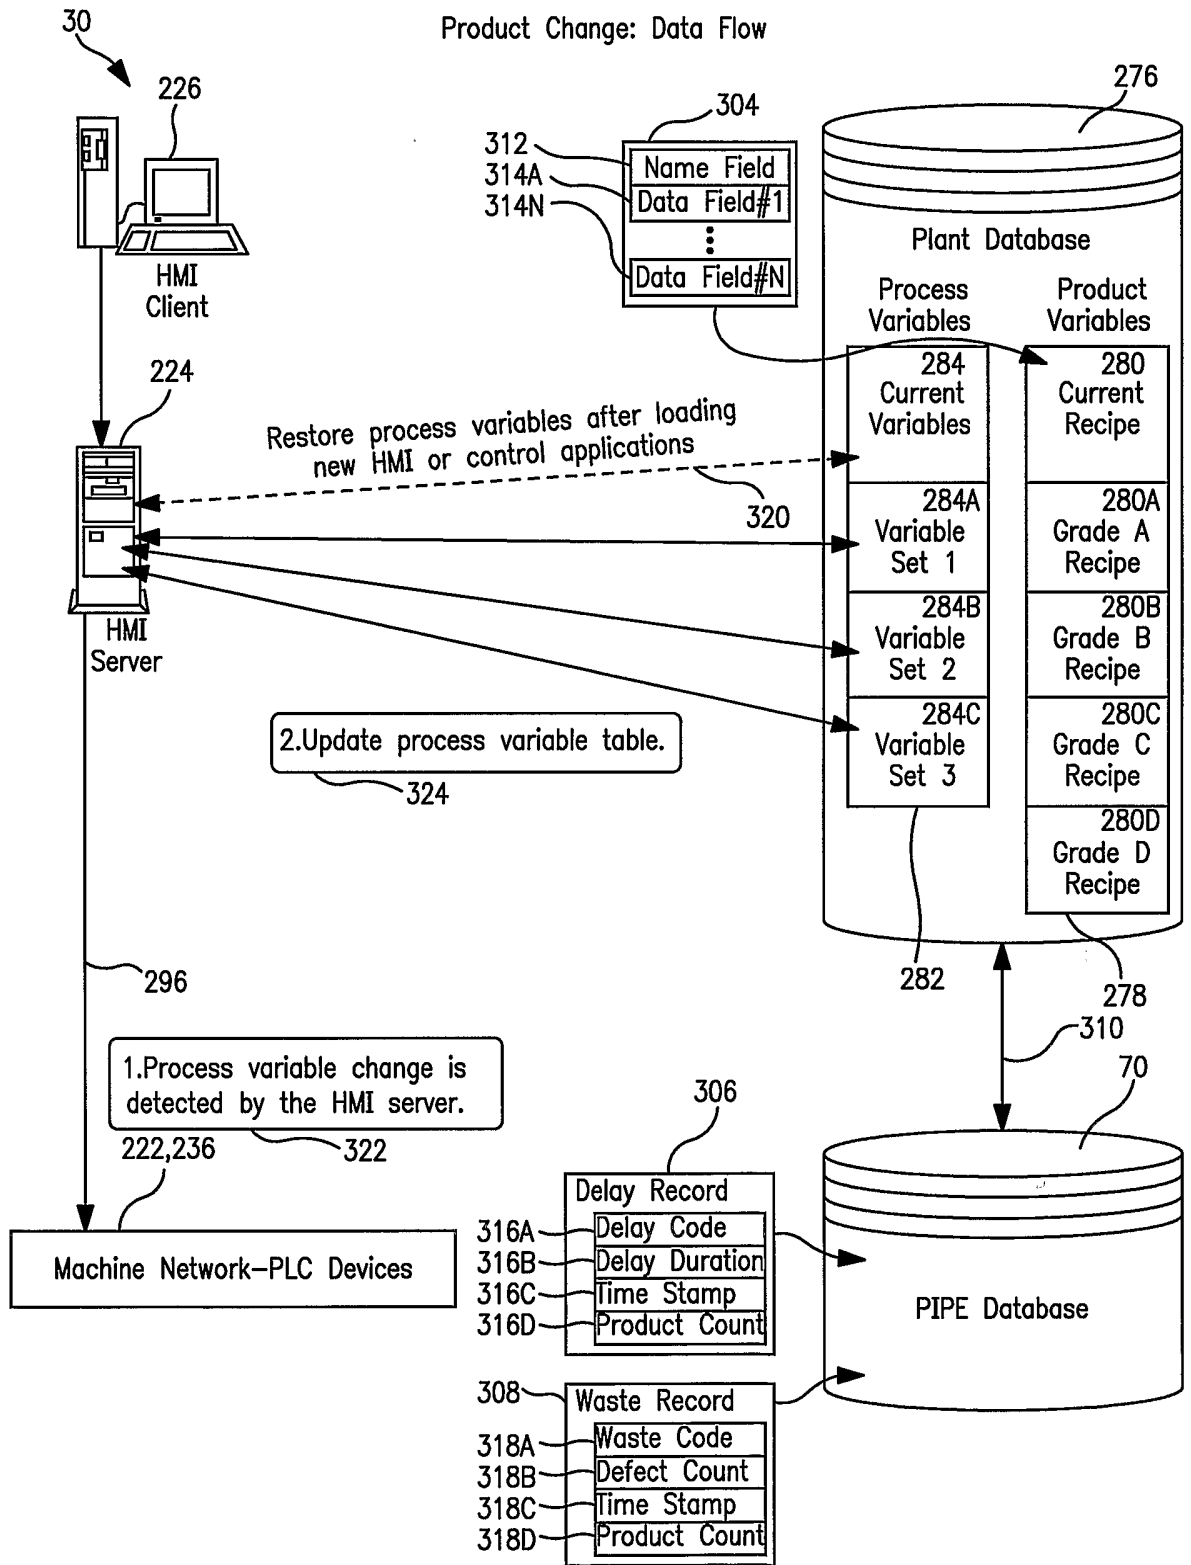 Product Change: Data Flow
30
226
HMI
Client
224
HMI
Server
304
312
314A
314N
Name Field
Data Field#1
Data Field#N
276
Plant Database
Process
Variables
Product
Variables
284
Current
Variables
284A
Variable
Set 1
284B
Variable
Set 2
284C
Variable
Set 3
280
Current
Recipe
280A
Grade A
Recipe
280B
Grade B
Recipe
280C
Grade C
Recipe
280D
Grade D
Recipe
282
278
Restore process variables after loading
new HMI or control applications
320
2.Update process variable table.
324
296
1.Process variable change is
detected by the HMI server.
322
222,236
Machine Network-PLC Devices
310
70
PIPE Database
306
Delay Record
316A
Delay Code
316B
Delay Duration
316C
Time Stamp
316D
Product Count
308
Waste Record
318A
Waste Code
318B
Defect Count
318C
Time Stamp
318D
Product Count